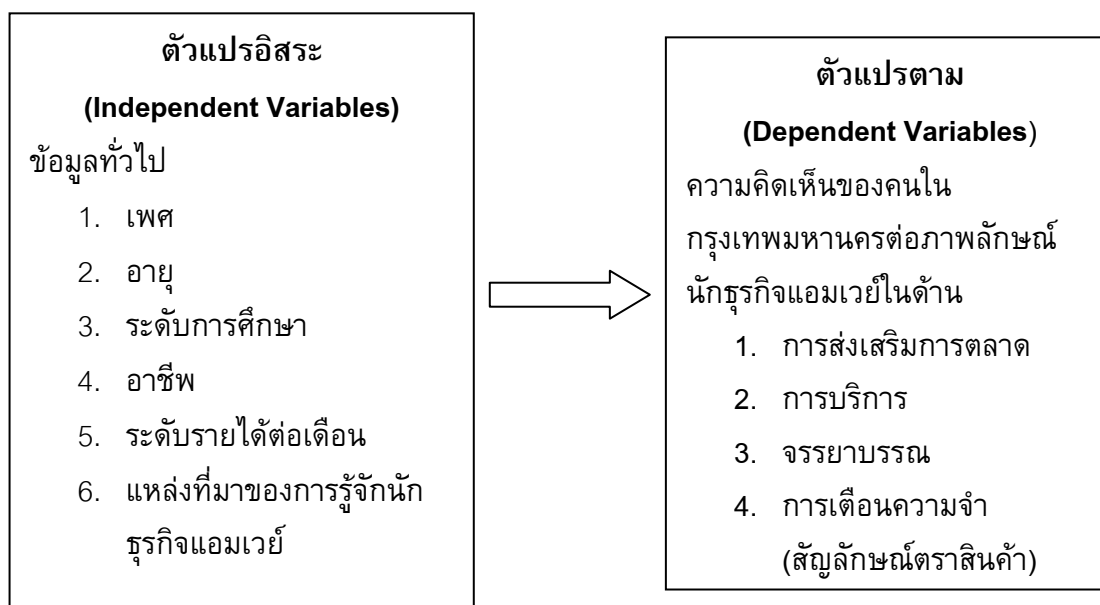 ตัวแปรอิสระ
(Independent Variables)
ข้อมูลทั่วไป
1. เพศ
2. อายุ
3. ระดับการศึกษา
4. อาชีพ
5. ระดับรายได้ต่อเดือน
6. แหล่งที่มาของการรู้จักนัก
ธุรกิจแอมเวย์
ตัวแปรตาม
(Dependent Variables)
ความคิดเห็นของคนใน
กรุงเทพมหานครต่อภาพลักษณ์
นักธุรกิจแอมเวย์ในด้าน
1. การส่งเสริมการตลาด
2. การบริการ
3. จรรยาบรรณ
4. การเตือนความจำ
(สัญลักษณ์ตราสินค้า)